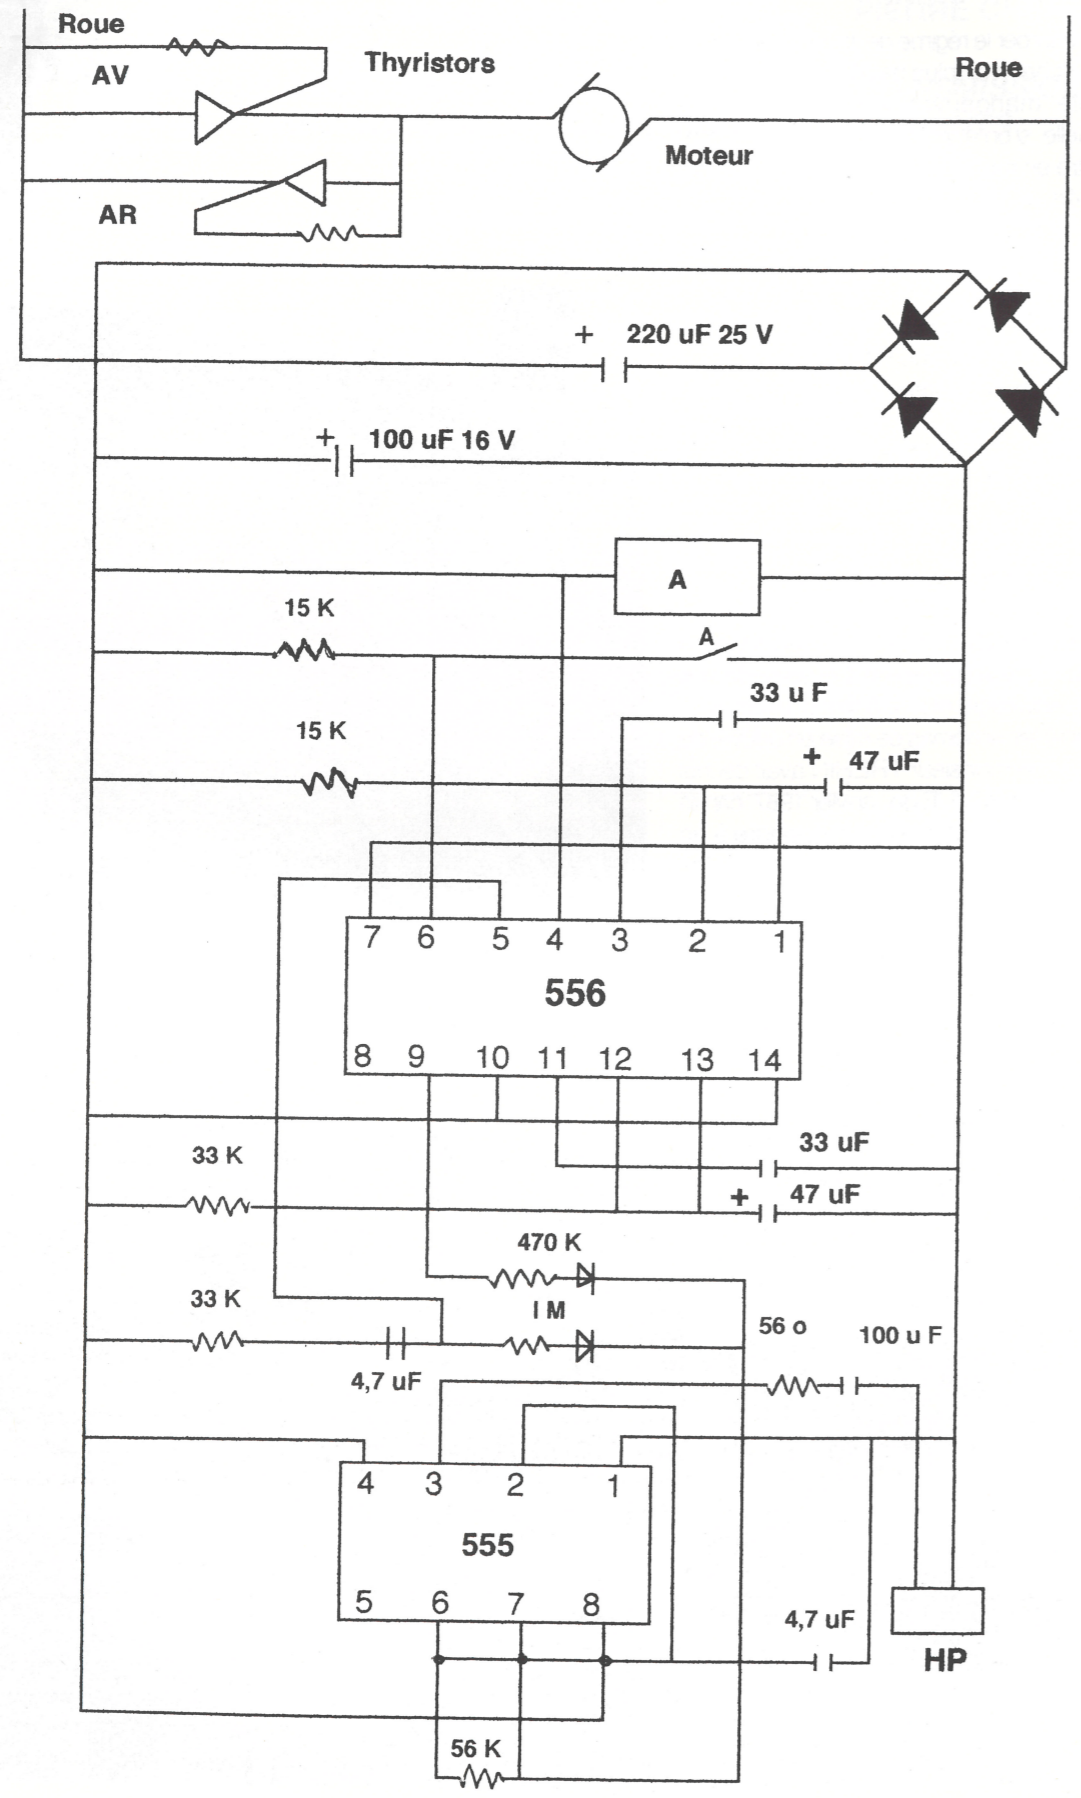 Roue
AV
Thyristors
Roue
Moteur
AR
+ 220 uF 25 V
+ 100 uF 16 V
A
15 K
A
33 u F
15 K
+ 47 uF
7 6 5 4 3 2 1
556
8 9 10 11 12 13 14
33 uF
33 K
+ 47 uF
470 K
33 K
I M
56 o
100 u F
4,7 uF
4 3 2 1
555
5 6 7 8
4,7 uF
HP
56 K